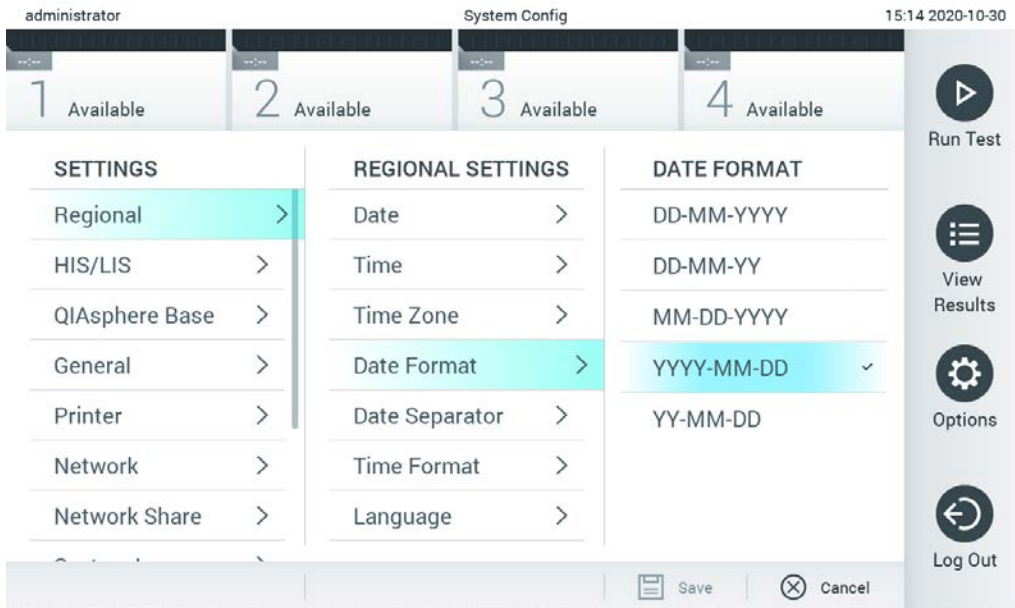 administrator System Config 15:14 2020-10-30
--:-- --:-- --:-- --:--
1 Available 2 Available 3 Available 4 Available
Run Test
SETTINGS REGIONAL SETTINGS DATE FORMAT
Regional Date DD-MM-YYYY
HIS/LIS Time DD-MM-YY
QIAsphere Base Time Zone MM-DD-YYYY
General Date Format YYYY-MM-DD
Printer Date Separator YY-MM-DD
Network Time Format
Network Share Language
View
Results
Options
Log Out
Save Cancel